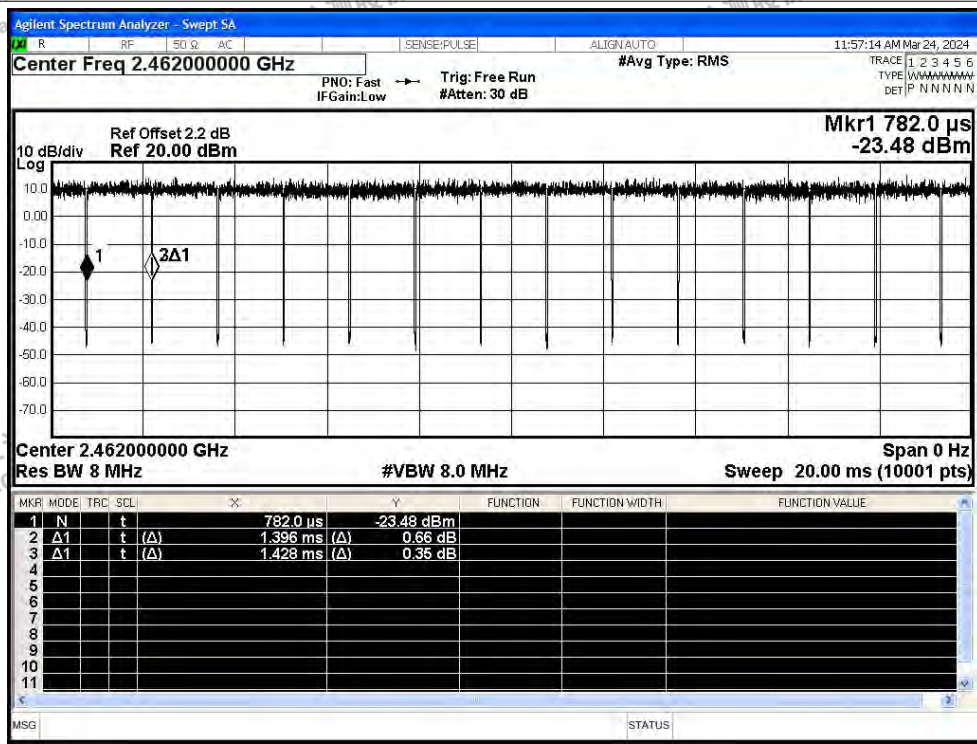 Agilent Spectrum Analyzer - Swept SA
R RF 50 Ω AC SENSE:PULSE ALIGN AUTO 11:57:14 AM Mar 24, 2024
Center Freq 2.462000000 GHz #Avg Type: RMS TRACE 1 2 3 4 5 6
PNO: Fast Trig: Free Run TYPE WWWWWW
IFGain:Low #Atten: 30 dB DET P N N N N N
Mkr1 782.0 µs
Ref Offset 2.2 dB
10 dB/div Ref 20.00 dBm -23.48 dBm
Log
10.0
0.00
-10.0
1 3Δ1
-20.0
-30.0
-40.0
-50.0
-60.0
-70.0
Center 2.462000000 GHz Span 0 Hz
Res BW 8 MHz #VBW 8.0 MHz Sweep 20.00 ms (10001 pts)
MKR MODE TRC SCL X Y FUNCTION FUNCTION WIDTH FUNCTION VALUE
1 N t 782.0 µs -23.48 dBm
2 Δ1 t (Δ) 1.396 ms (Δ) 0.66 dB
3 Δ1 t (Δ) 1.428 ms (Δ) 0.35 dB
4
5
6
7
8
9
10
11
MSG STATUS